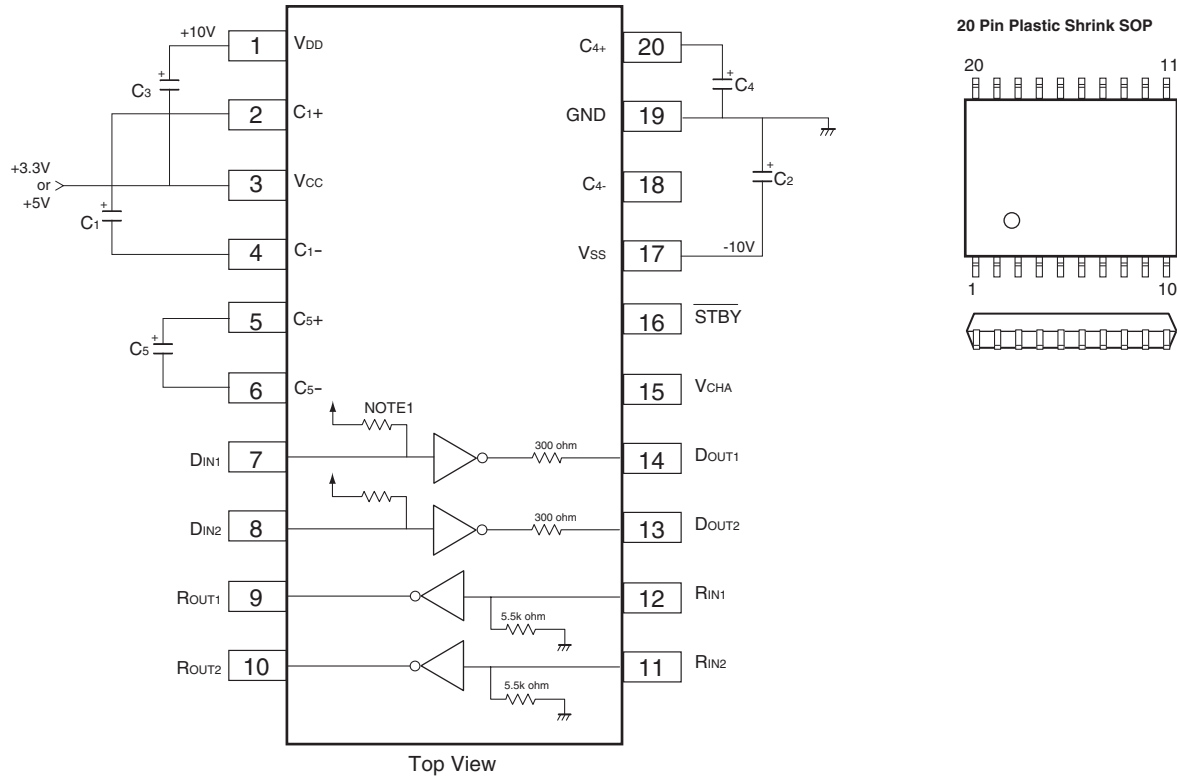 +10V
1
VDD
C3
+
2
C1+
+3.3V
or
+5V
3
VCC
C1
+
4
C1−
5
C5+
C5
+
6
C5−
NOTE1
DIN1
7
300 ohm
14
DOUT1
DIN2
8
300 ohm
13
DOUT2
ROUT1
9
5.5k ohm
12
RIN1
ROUT2
10
5.5k ohm
11
RIN2
C4+
20
+
C4
GND
19
+
C2
C4-
18
VSS
17
-10V
16
STBY
15
VCHA
Top View
20 Pin Plastic Shrink SOP
20
11
1
10